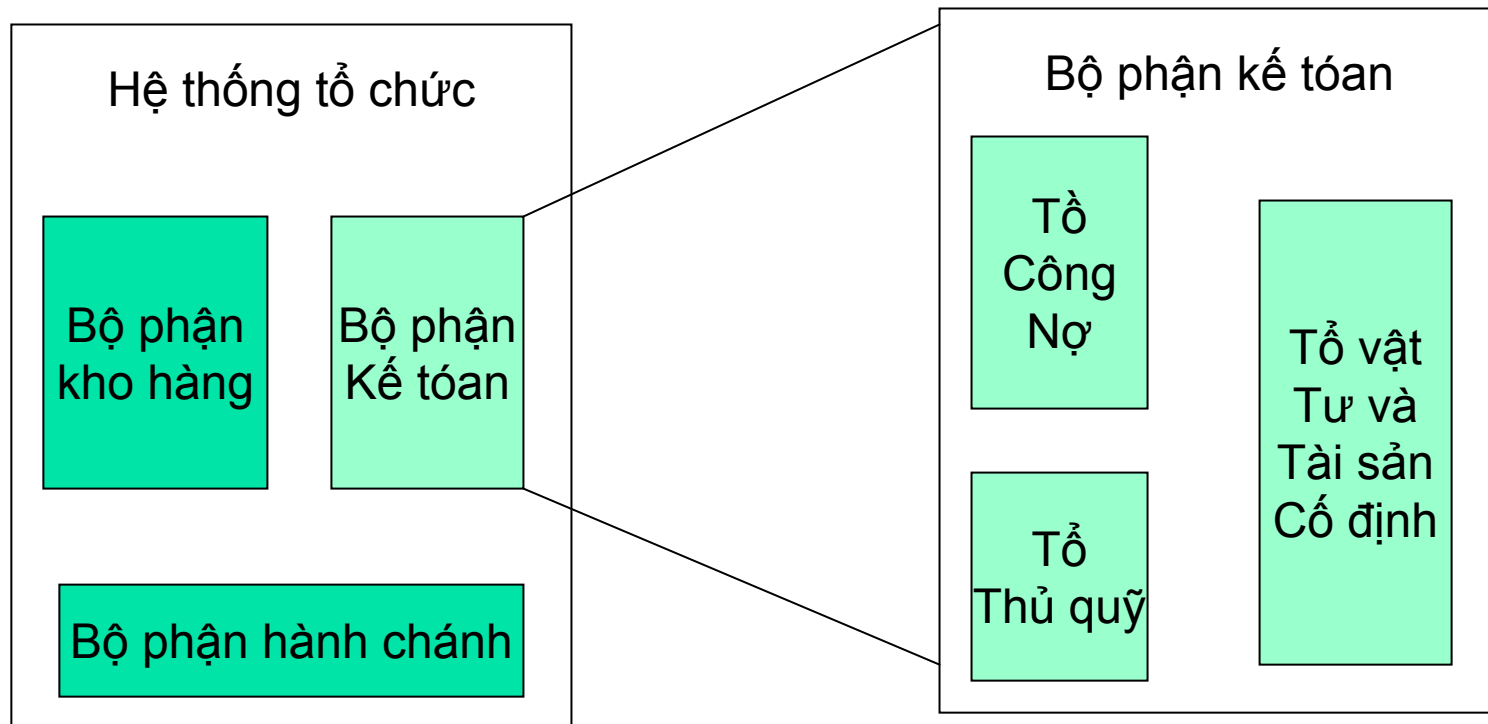 Hệ thống tổ chức
Bộ phận
kho hàng
Bộ phận
Kế tóan
Bộ phận hành chánh
Bộ phận kế tóan
Tồ
Công
Nợ
Tổ
Thủ quỹ
Tổ vật
Tư và
Tài sản
Cố định